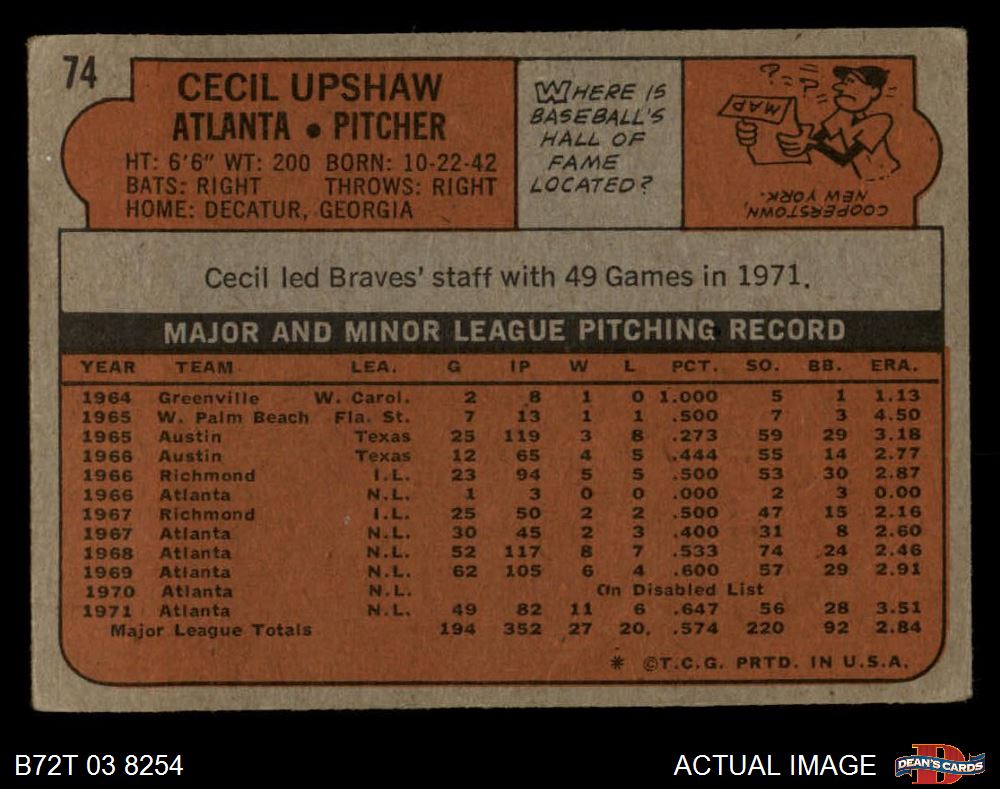 74
CECIL UPSHAW
ATLANTA • PITCHER
HT: 6'6" WT: 200 BORN: 10-22-42
BATS: RIGHT THROWS: RIGHT
HOME: DECATUR, GEORGIA
WHERE IS
BASEBALL'S
HALL OF
FAME
LOCATED?
MAP
COOPERSTOWN,
NEW YORK.
Cecil led Braves' staff with 49 Games in 1971.
MAJOR AND MINOR LEAGUE PITCHING RECORD
YEAR TEAM LEA. G IP W L PCT. SO. BB. ERA.
1964 Greenville W. Carol. 2 8 1 0 1.000 5 1 1.13
1965 W. Palm Beach Fla. St. 7 13 1 1 .500 7 3 4.50
1965 Austin Texas 25 119 3 8 .273 59 29 3.18
1966 Austin Texas 12 65 4 5 .444 55 14 2.77
1966 Richmond I.L. 23 94 5 5 .500 53 30 2.87
1966 Atlanta N.L. 1 3 0 0 .000 2 3 0.00
1967 Richmond I.L. 25 50 2 2 .500 47 15 2.16
1967 Atlanta N.L. 30 45 2 3 .400 31 8 2.60
1968 Atlanta N.L. 52 117 8 7 .533 74 24 2.46
1969 Atlanta N.L. 62 105 6 4 .600 57 29 2.91
1970 Atlanta N.L. On Disabled List
1971 Atlanta N.L. 49 82 11 6 .647 56 28 3.51
Major League Totals 194 352 27 20. .574 220 92 2.84
* ©T.C.G. PRTD. IN U.S.A.
B72T 03 8254
ACTUAL IMAGE
D
DEAN'S CARDS